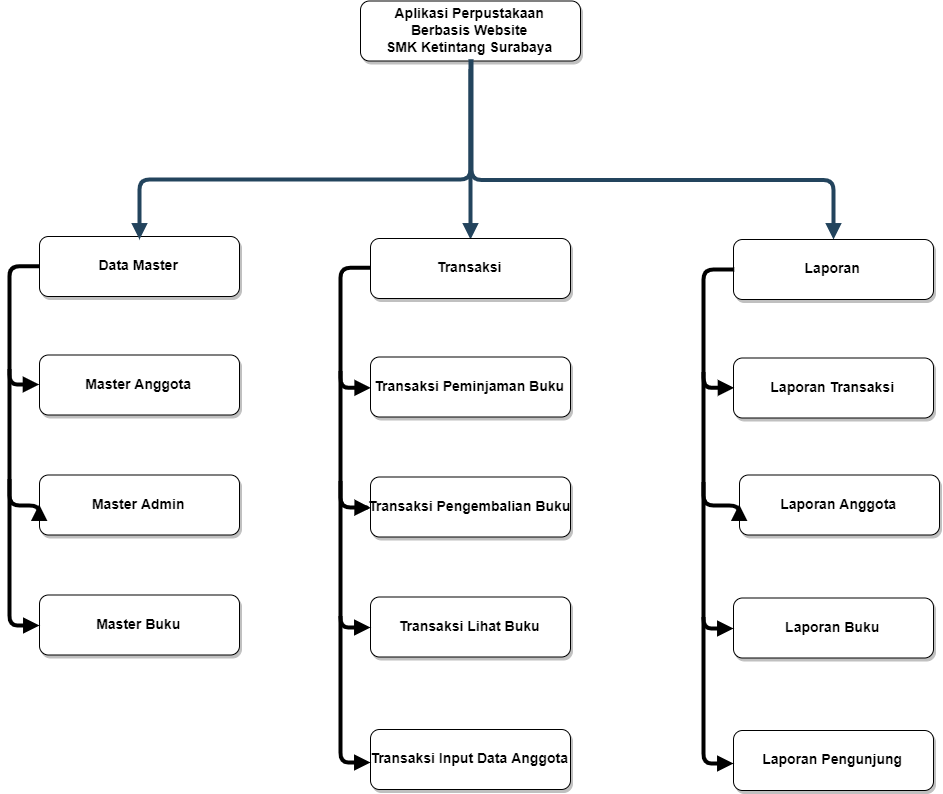 Aplikasi Perpustakaan
Berbasis Website
SMK Ketintang Surabaya
Data Master
Master Anggota
Master Admin
Master Buku
Transaksi
Transaksi Peminjaman Buku
Transaksi Pengembalian Buku
Transaksi Lihat Buku
Transaksi Input Data Anggota
Laporan
Laporan Transaksi
Laporan Anggota
Laporan Buku
Laporan Pengunjung